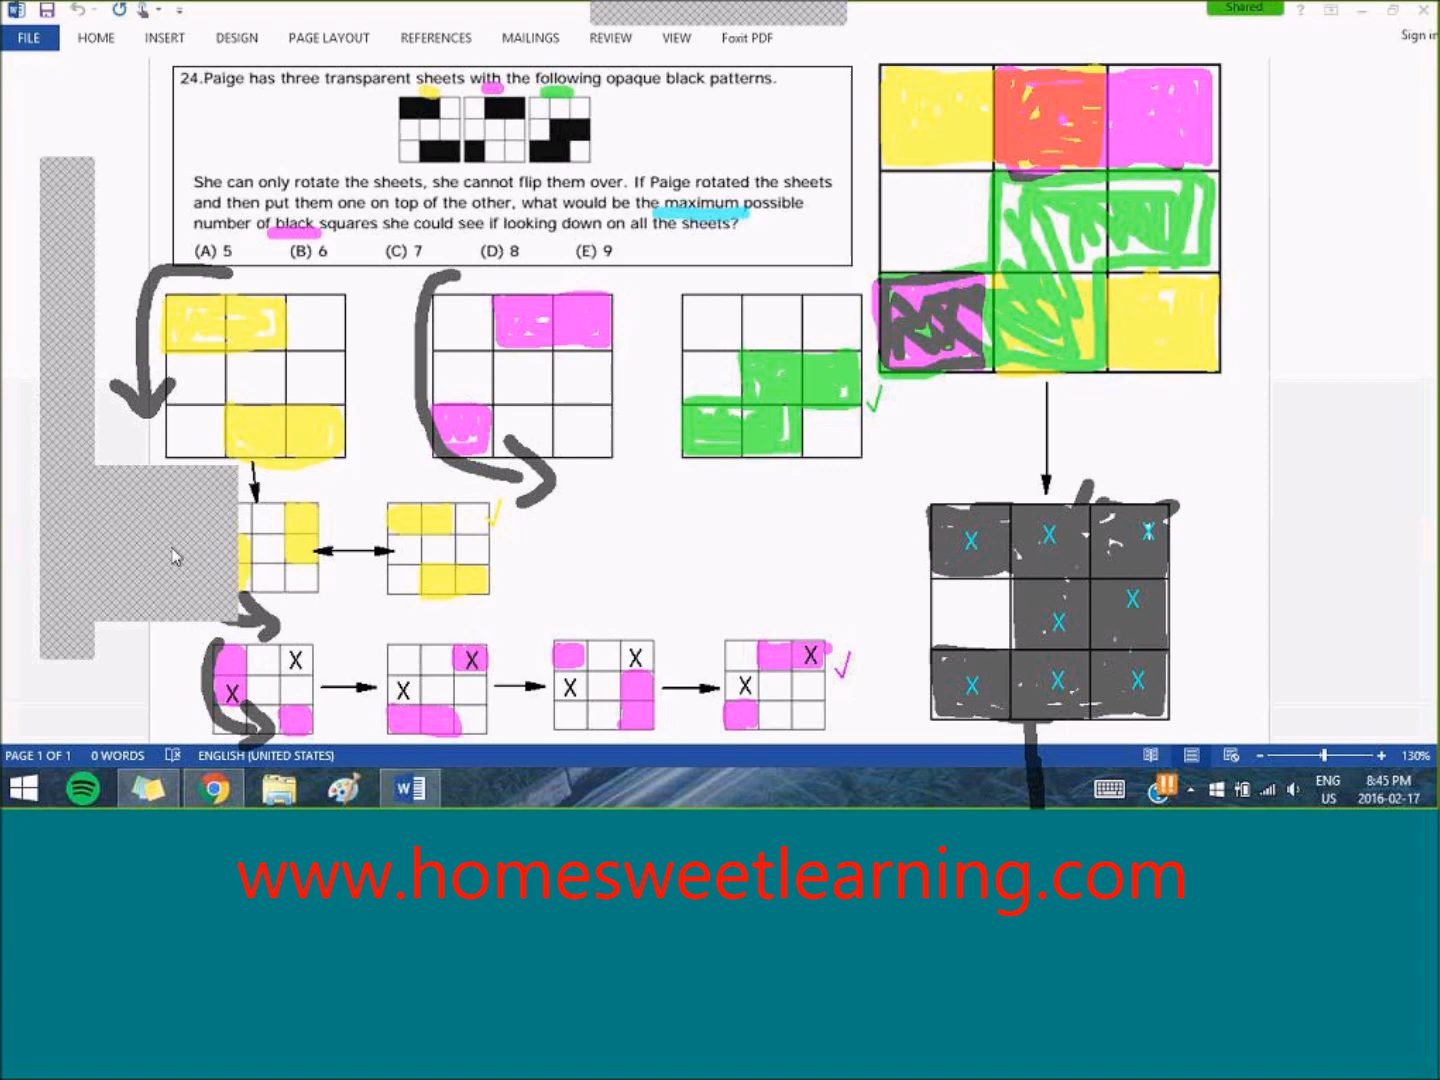 Shared
FILE HOME INSERT DESIGN PAGE LAYOUT REFERENCES MAILINGS REVIEW VIEW Foxit PDF
24.Paige has three transparent sheets with the following opaque black patterns.
She can only rotate the sheets, she cannot flip them over. If Paige rotated the sheets
and then put them one on top of the other, what would be the maximum possible
number of black squares she could see if looking down on all the sheets?
(A) 5 (B) 6 (C) 7 (D) 8 (E) 9
X X X
X X
X X X
X X X X
X X X X
PAGE 1 OF 1 0 WORDS ENGLISH (UNITED STATES) 130%
ENG 8:45 PM
US 2016-02-17
www.homesweetlearning.com